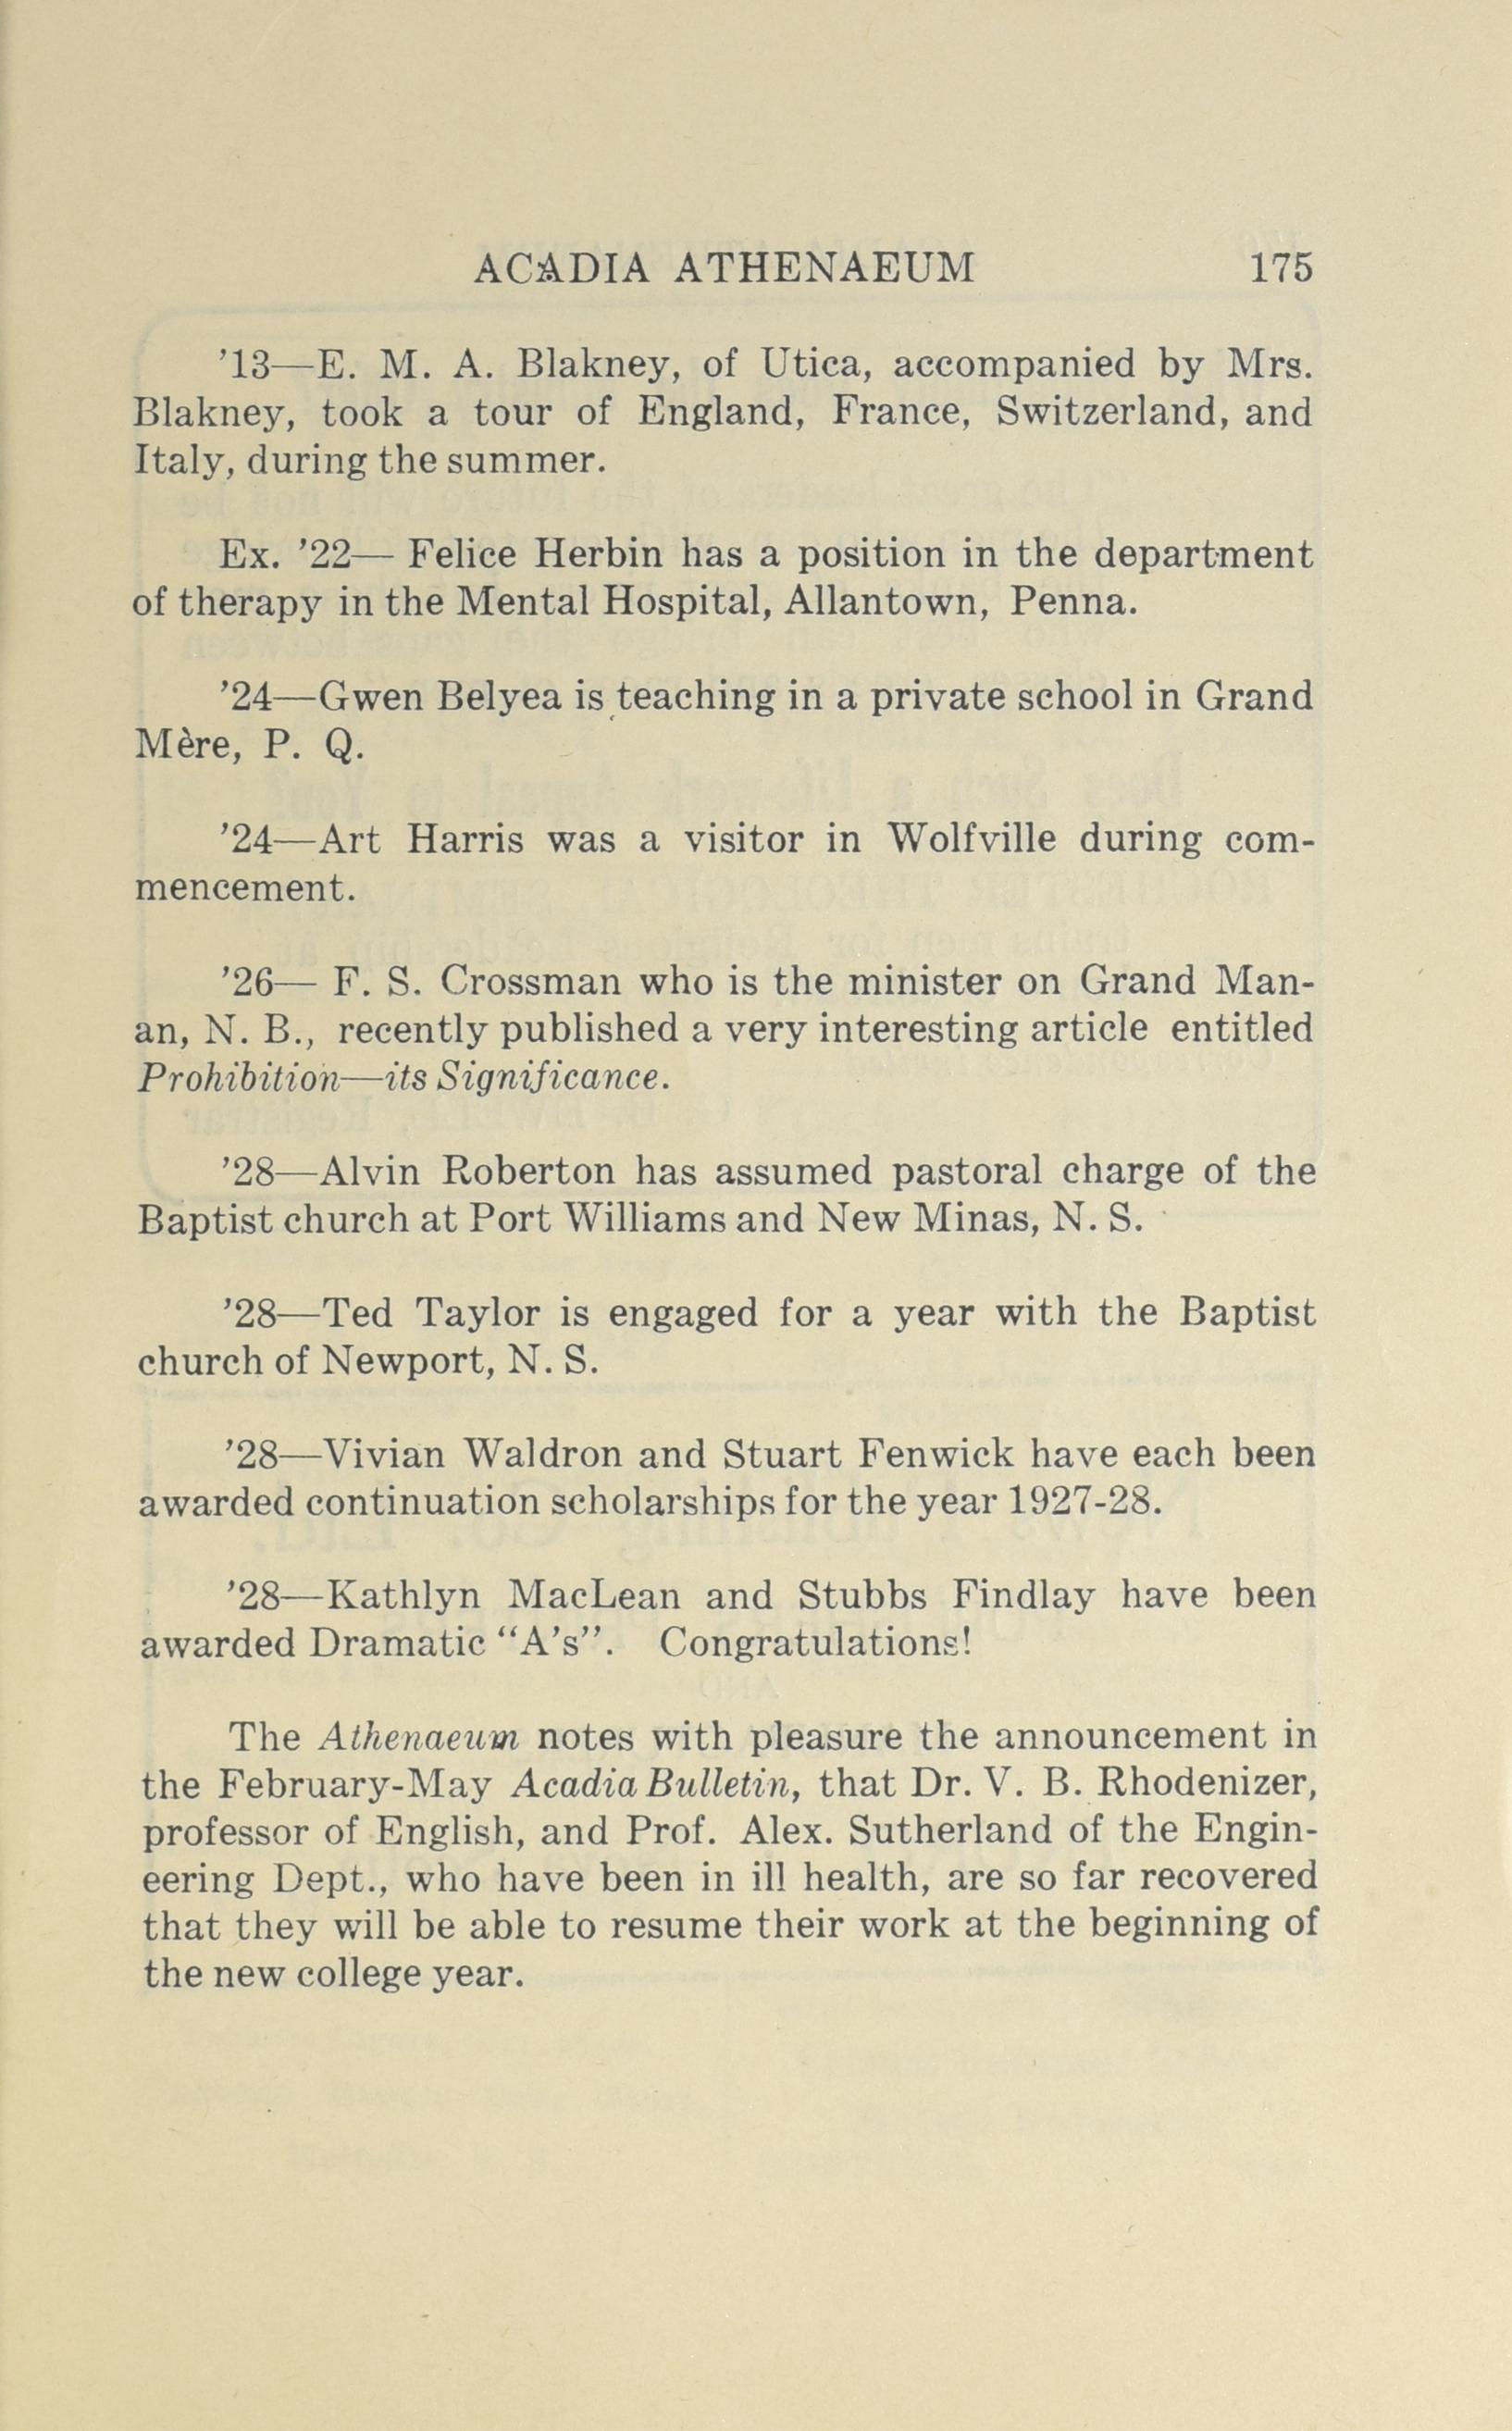 ACADIA ATHENAEUM 175
’13—E. M. A. Blakney, of Utica, accompanied by Mrs.
Blakney, took a tour of England, France, Switzerland, and
Italy, during the summer.
Ex. ’22— Felice Herbin has a position in the department
of therapy in the Mental Hospital, Allantown, Penna.
’24—Gwen Belyea is teaching in a private school in Grand
Mère, P. Q.
’24—Art Harris was a visitor in Wolfville during com-
mencement.
’26— F. S. Crossman who is the minister on Grand Man-
an, N. B., recently published a very interesting article entitled
Prohibition—its Significance.
’28—Alvin Roberton has assumed pastoral charge of the
Baptist church at Port Williams and New Minas, N. S.
’28—Ted Taylor is engaged for a year with the Baptist
church of Newport, N. S.
’28—Vivian Waldron and Stuart Fenwick have each been
awarded continuation scholarships for the year 1927-28.
’28—Kathlyn MacLean and Stubbs Findlay have been
awarded Dramatic “A’s”. Congratulations!
The Athenaeum notes with pleasure the announcement in
the February-May Acadia Bulletin, that Dr. V. B. Rhodenizer,
professor of English, and Prof. Alex. Sutherland of the Engin-
eering Dept., who have been in ill health, are so far recovered
that they will be able to resume their work at the beginning of
the new college year.